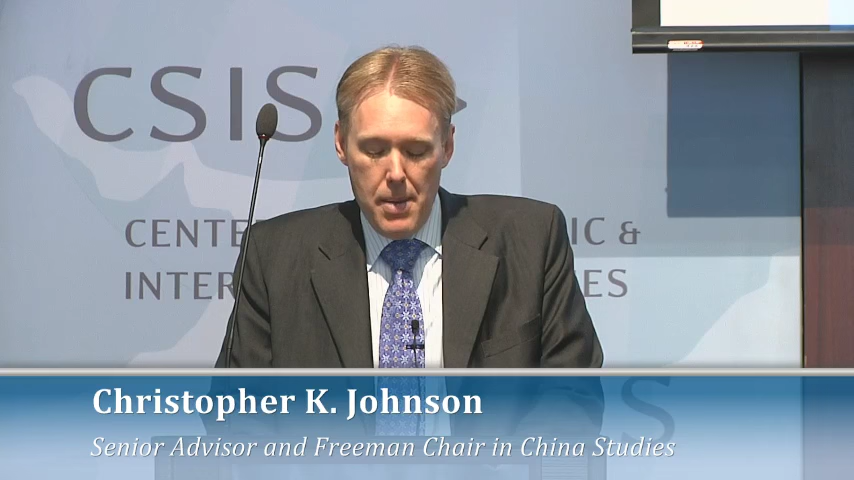 CSIS
CENTE IC &
INTER ES
Christopher K. Johnson
Senior Advisor and Freeman Chair in China Studies